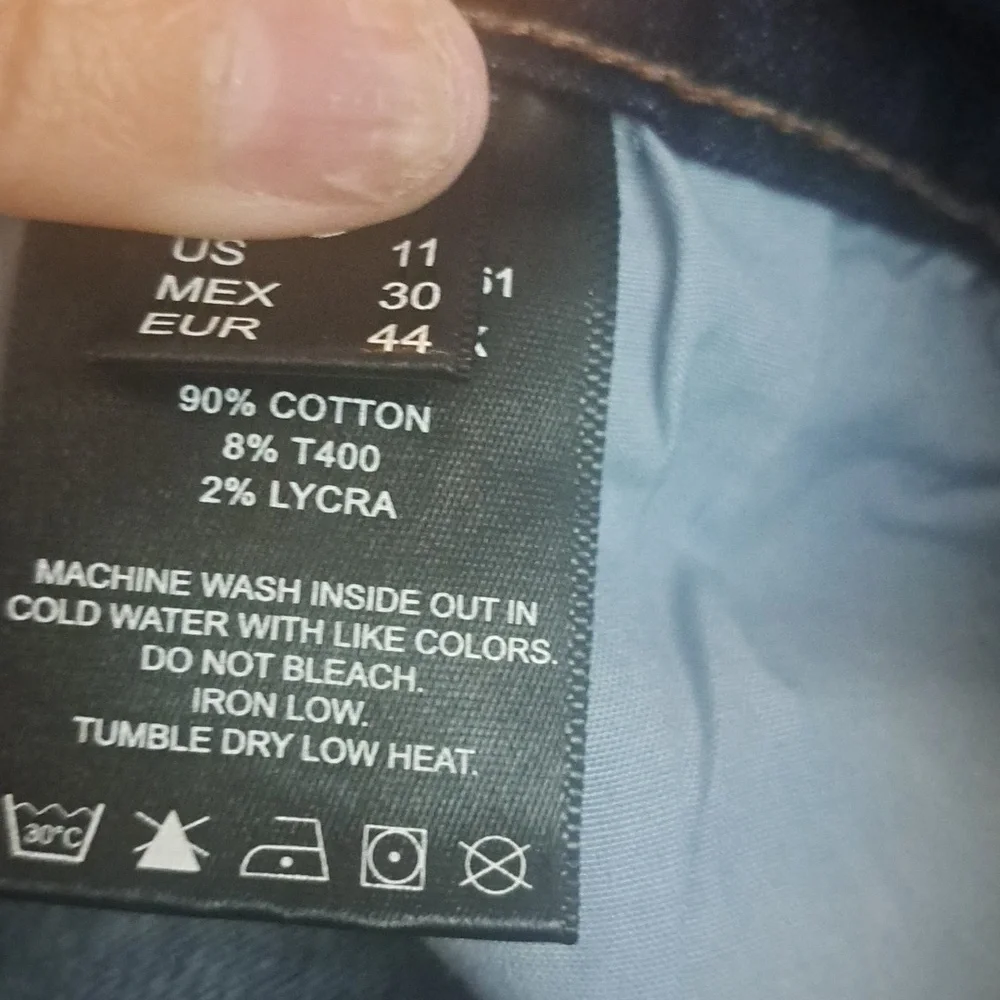 US 11
MEX 30
EUR 44
90% COTTON
8% T400
2% LYCRA
MACHINE WASH INSIDE OUT IN
COLD WATER WITH LIKE COLORS.
DO NOT BLEACH.
IRON LOW.
TUMBLE DRY LOW HEAT.
30°C